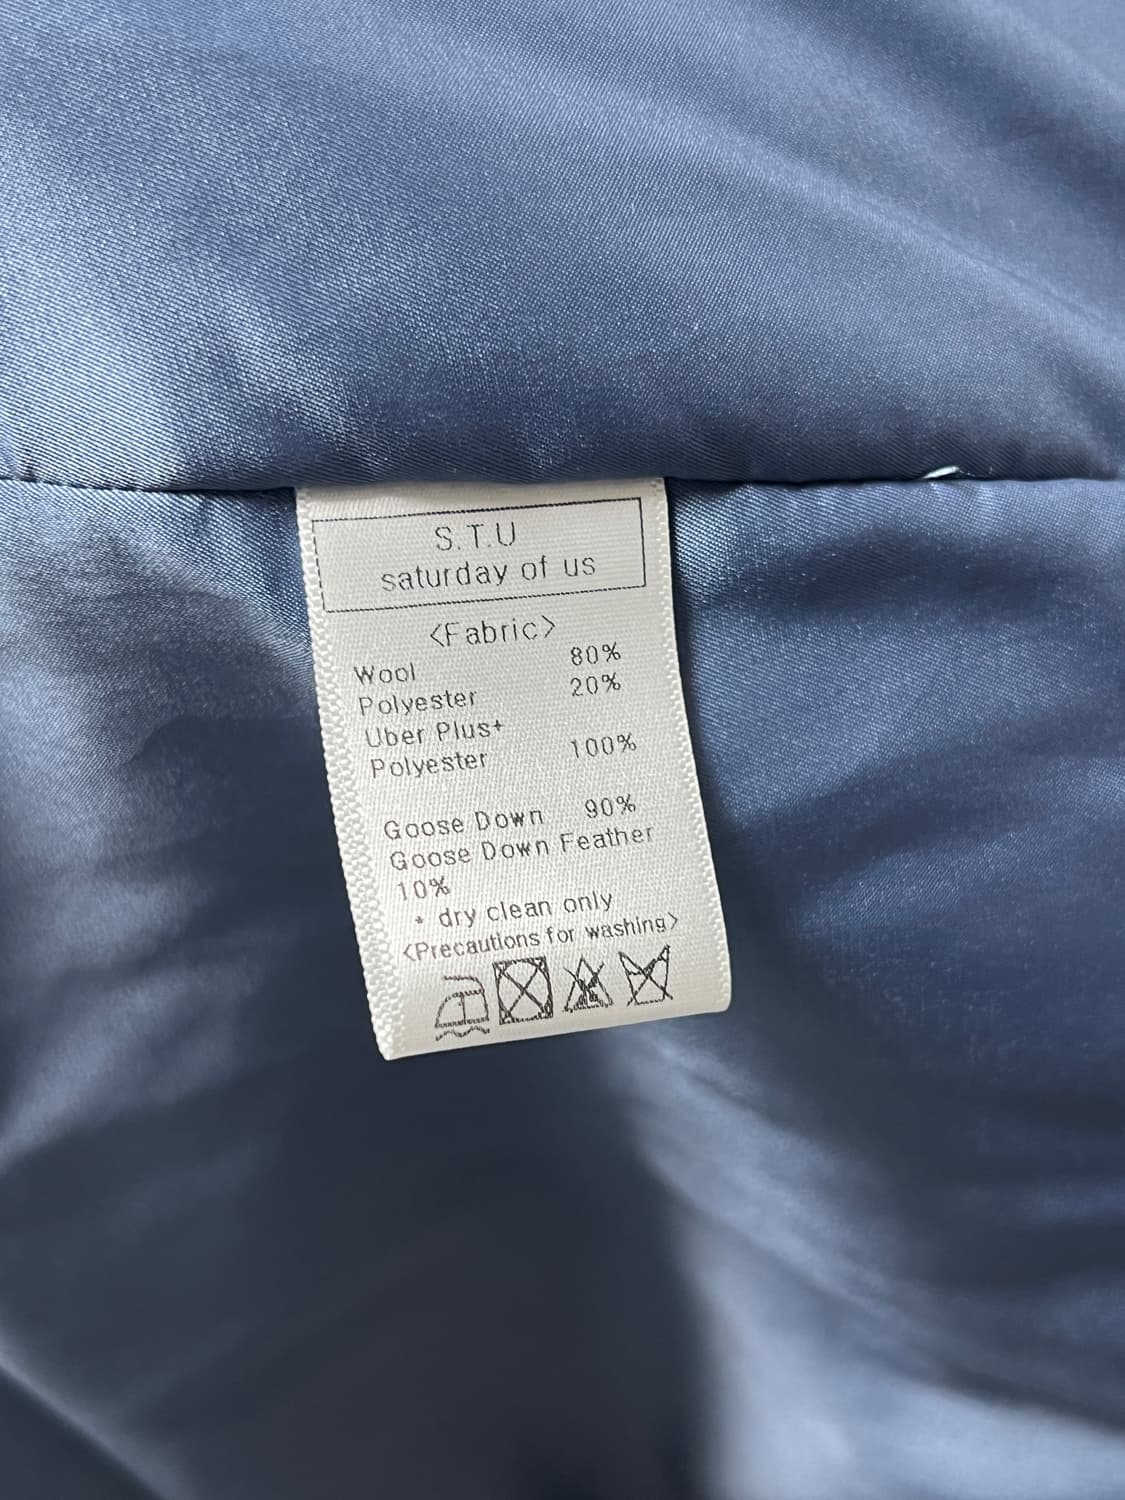 S.T.U
saturday of us
<Fabric>
Wool 80%
Polyester 20%
Uber Plus+
Polyester 100%
Goose Down 90%
Goose Down Feather
10%
* dry clean only
<Precautions for washing>